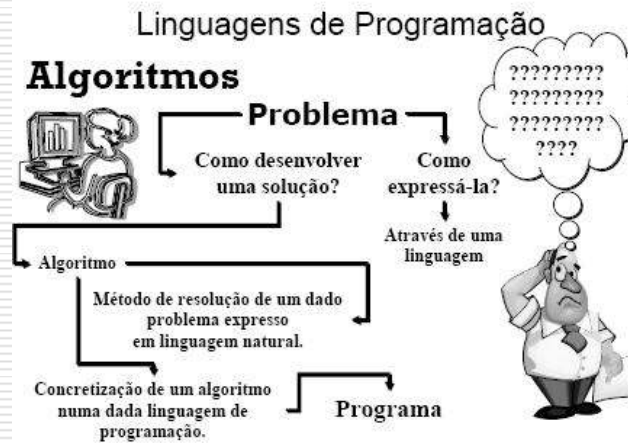 Linguagens de Programação
Algoritmos
Problema
Como desenvolver
uma solução?
Como
expressá-la?
Através de uma
linguagem
?????????
?????????
?????????
????
Algoritmo
Método de resolução de um dado
problema expresso
em linguagem natural.
Concretização de um algoritmo
numa dada linguagem de
programação.
Programa